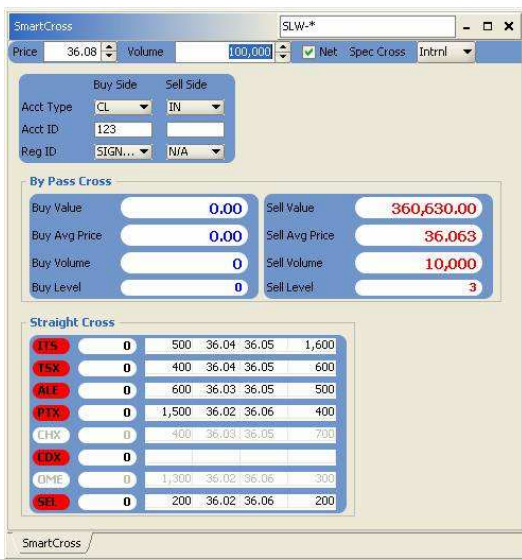 SmartCross SLW-*
Price 36.08 Volume 100,000 Net Spec Cross Intrnl
Buy Side Sell Side
Acct Type CL IN
Acct ID 123
Reg ID SIGN... N/A
By Pass Cross
Buy Value 0.00 Sell Value 360,630.00
Buy Avg Price 0.00 Sell Avg Price 36.063
Buy Volume 0 Sell Volume 10,000
Buy Level 0 Sell Level 3
Straight Cross
ITS 0 500 36.04 36.05 1,600
TSX 0 400 36.04 36.05 600
ALE 0 600 36.03 36.05 500
PTX 0 1,500 36.02 36.06 400
CHX 0 400 36.03 36.05 700
CDX 0
OME 0 1,300 36.02 36.06 300
SEL 0 200 36.02 36.06 200
SmartCross